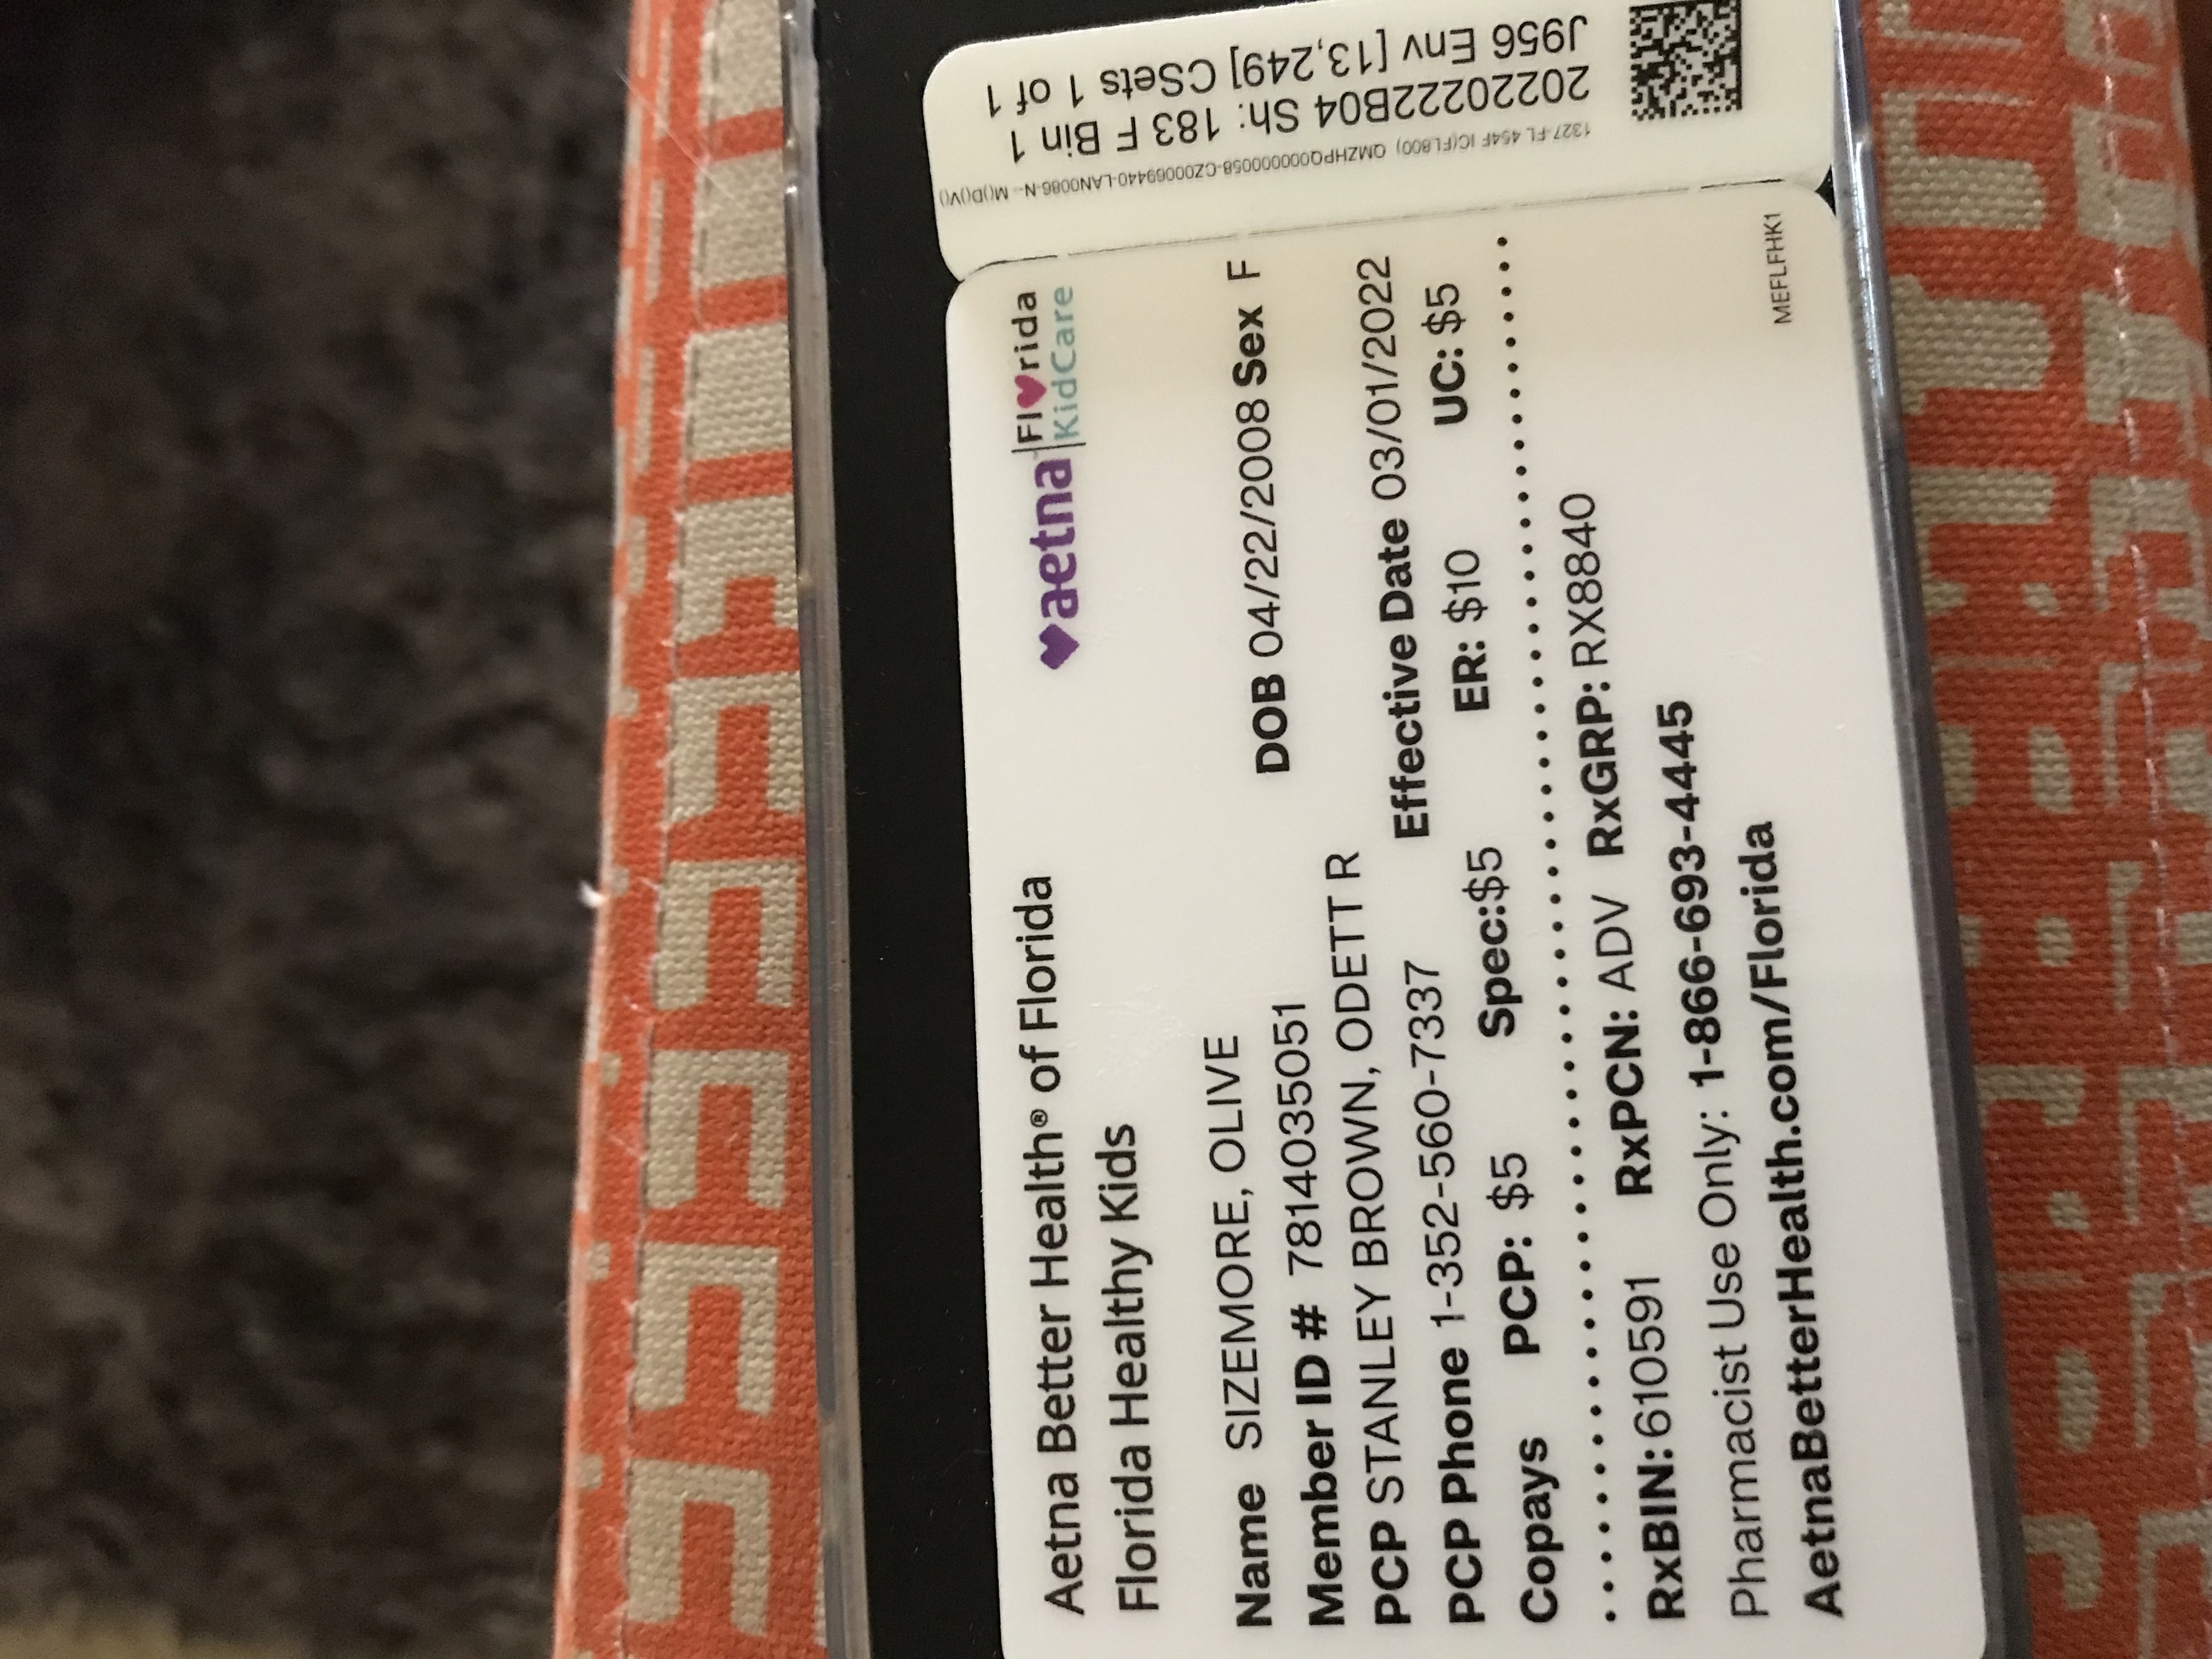 Aetna Better Health® of Florida
Florida Healthy Kids
aetna Florida
KidCare
Name SIZEMORE, OLIVE
DOB 04/22/2008 Sex F
Member ID # 7814035051
PCP STANLEY BROWN, ODETT R
PCP Phone 1-352-560-7337
Effective Date 03/01/2022
Copays PCP: $5 Spec:$5 ER: $10 UC: $5
RxBIN: 610591 RxPCN: ADV RxGRP: RX8840
Pharmacist Use Only: 1-866-693-4445
AetnaBetterHealth.com/Florida
MEFLFHK1
20220222B04 Sh: 183 F Bin 1
J956 Env [13,249] CSets 1 of 1